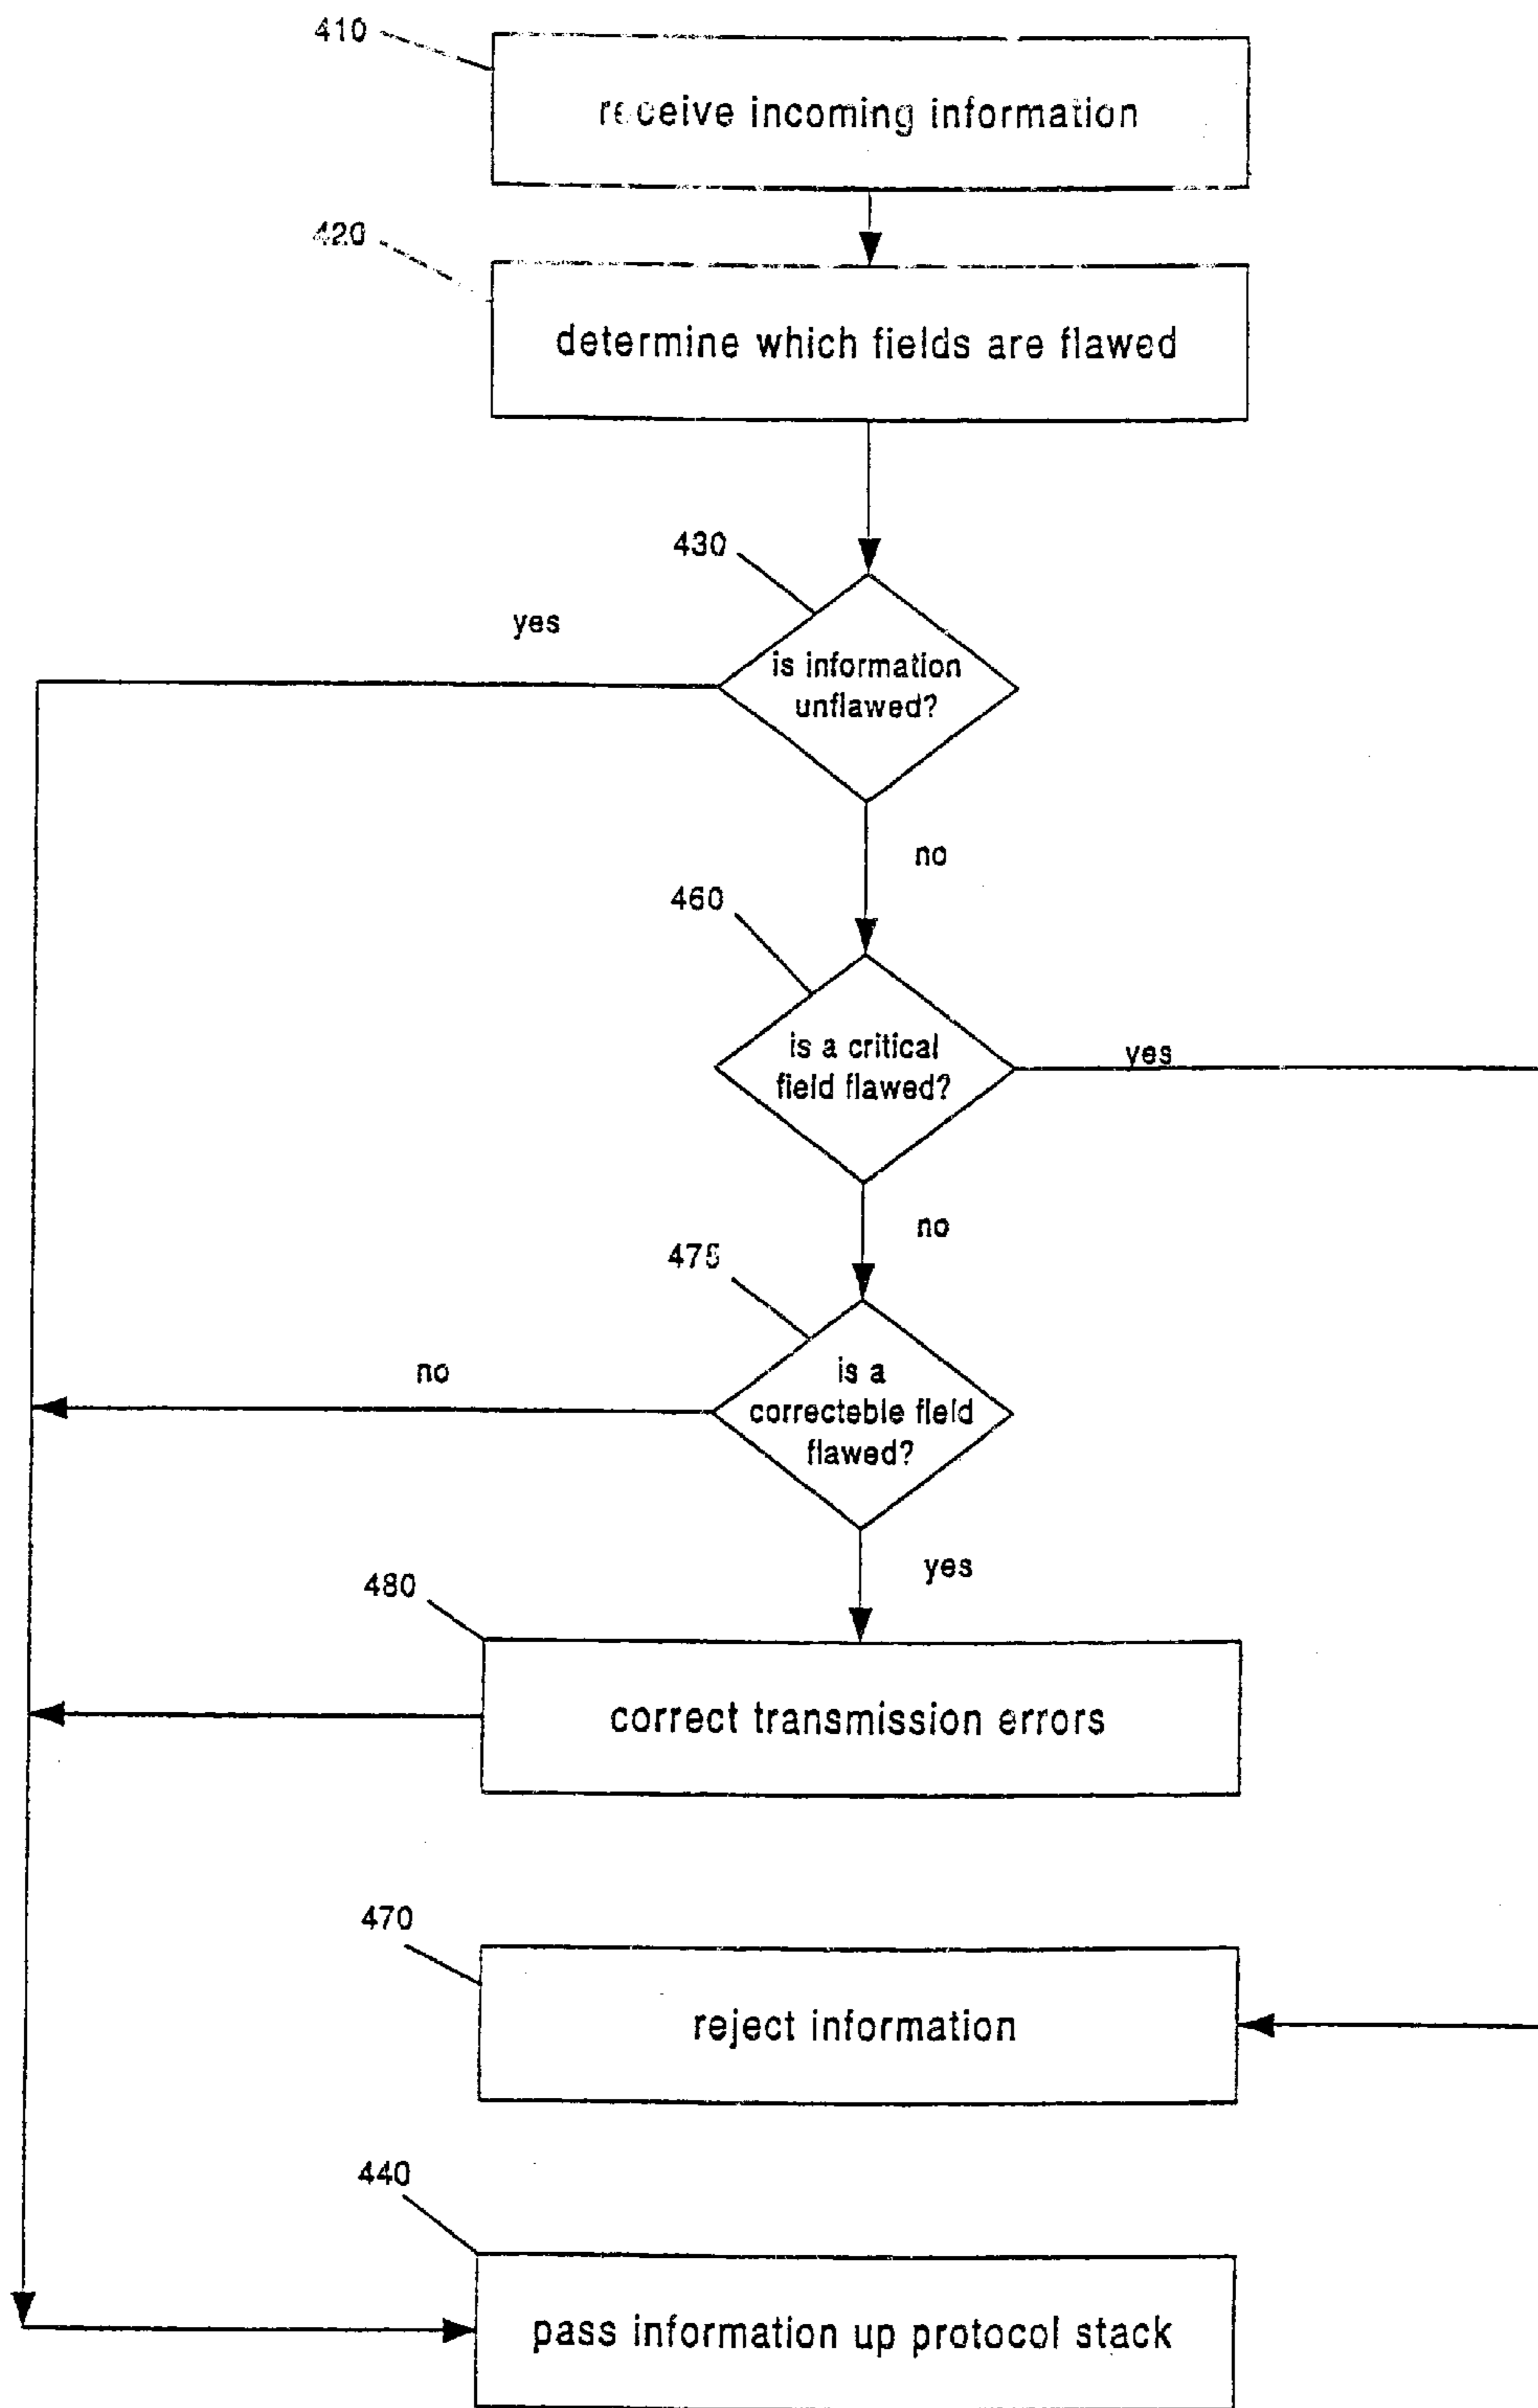 410
receive incoming information
420
determine which fields are flawed
430
yes
is information
unflawed?
no
460
is a critical
field flawed?
yes
no
475
no
is a
correcteble field
flawed?
yes
480
correct transmission errors
470
reject information
440
pass information up protocol stack